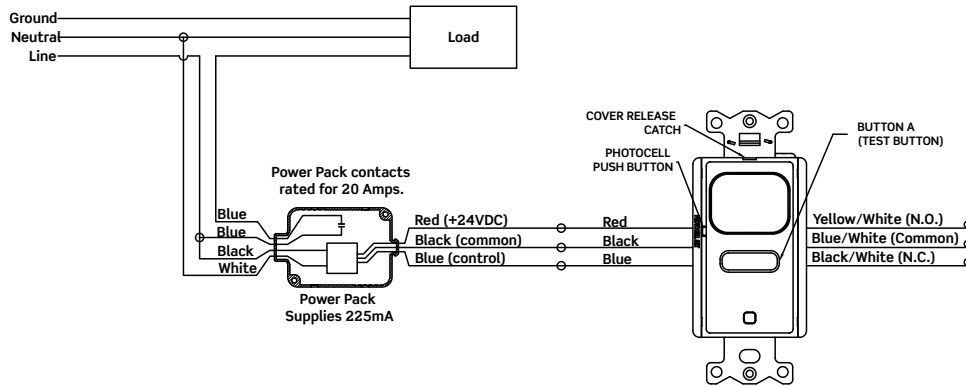 Ground
Neutral
Line
Load
COVER RELEASE
CATCH
PHOTOCELL
PUSH BUTTON
BUTTON A
(TEST BUTTON)
Power Pack contacts
rated for 20 Amps.
Blue
Blue
Black
White
Red (+24VDC)
Black (common)
Blue (control)
Red
Black
Blue
Yellow/White (N.O.)
Blue/White (Common)
Black/White (N.C.)
Power Pack
Supplies 225mA